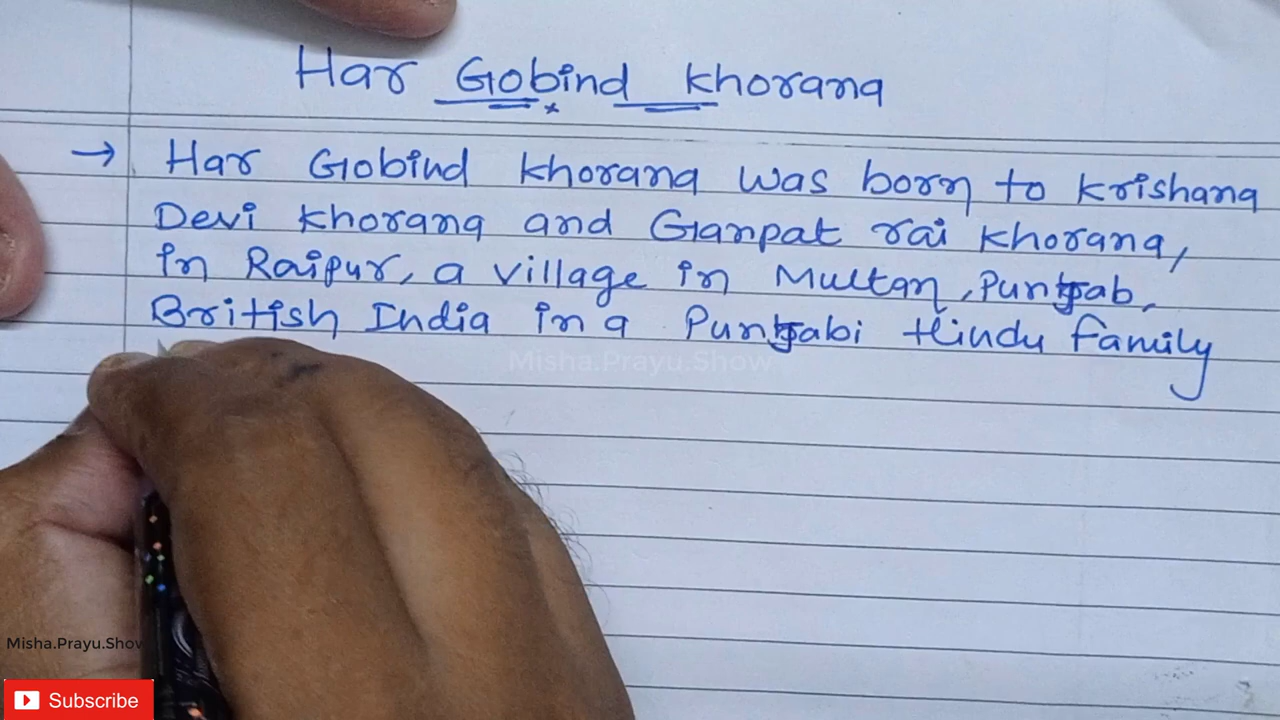 Har Gobind Khorana
→ Har Gobind Khorana was born to Krishana
Devi Khorana and Ganpat rai Khorana,
in Raipur, a village in Multan, Punjab,
British India in a Punjabi Hindu family
Misha.Prayu.Show
Misha.Prayu.Show
Subscribe